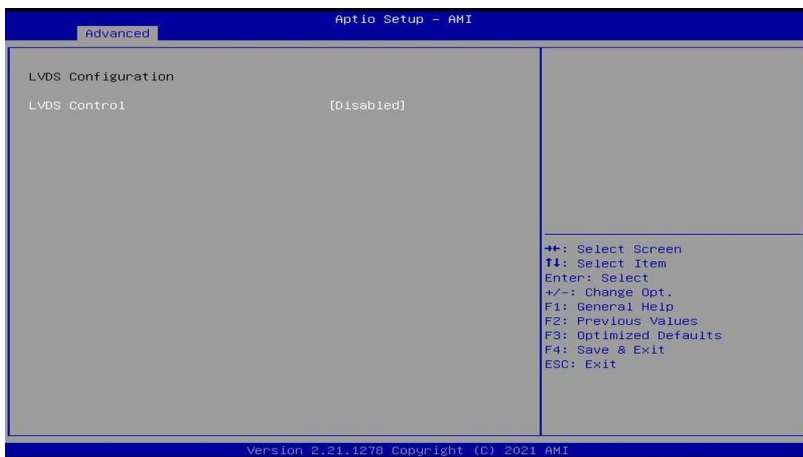 Aptio Setup – AMI
Advanced
LVDS Configuration
LVDS Control [Disabled]
→←: Select Screen
↑↓: Select Item
Enter: Select
+/-: Change Opt.
F1: General Help
F2: Previous Values
F3: Optimized Defaults
F4: Save & Exit
ESC: Exit
Version 2.21.1278 Copyright (C) 2021 AMI